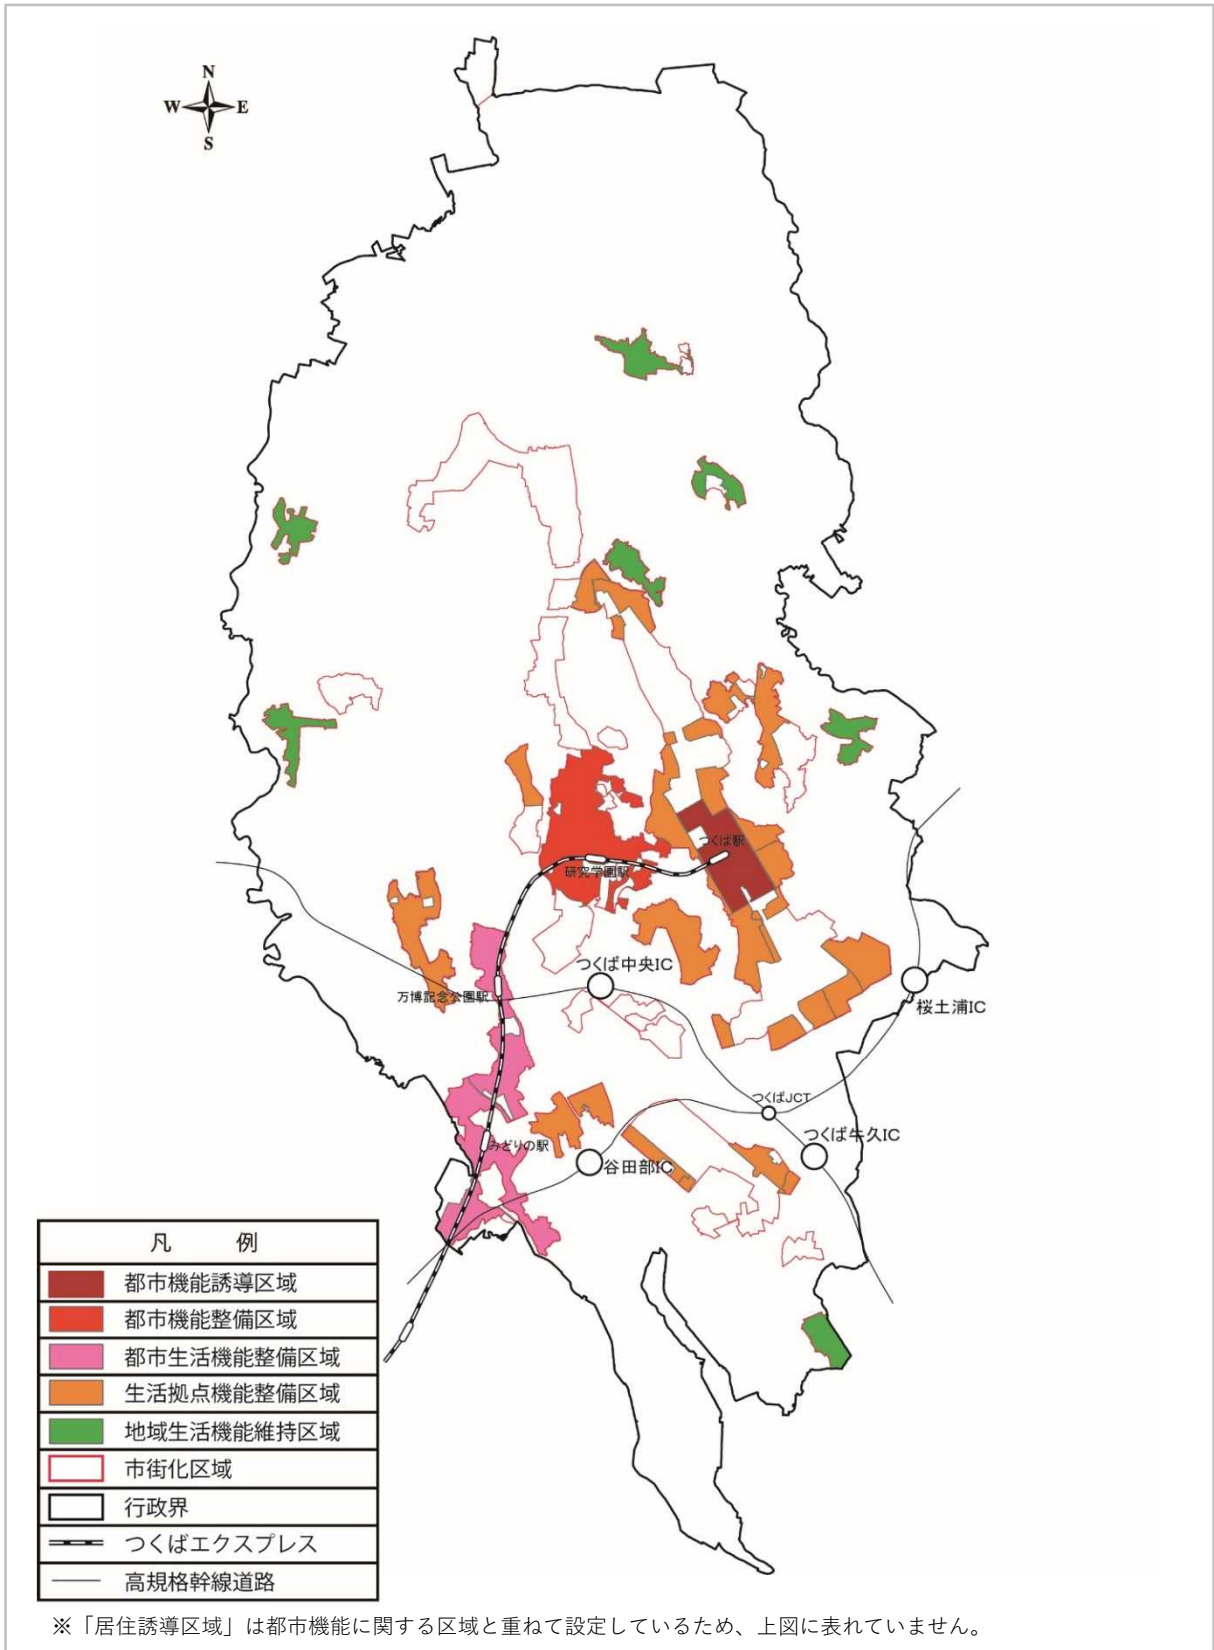 N
W
E
S
つくば駅
研究学園駅
つくば中央IC
万博記念公園駅
桜土浦IC
つくばJCT
つくば牛久IC
みどりの駅
谷田部IC
凡 例
都市機能誘導区域
都市機能整備区域
都市生活機能整備区域
生活拠点機能整備区域
地域生活機能維持区域
市街化区域
行政界
つくばエクスプレス
高規格幹線道路
※「居住誘導区域」は都市機能に関する区域と重ねて設定しているため、上図に表れていません。